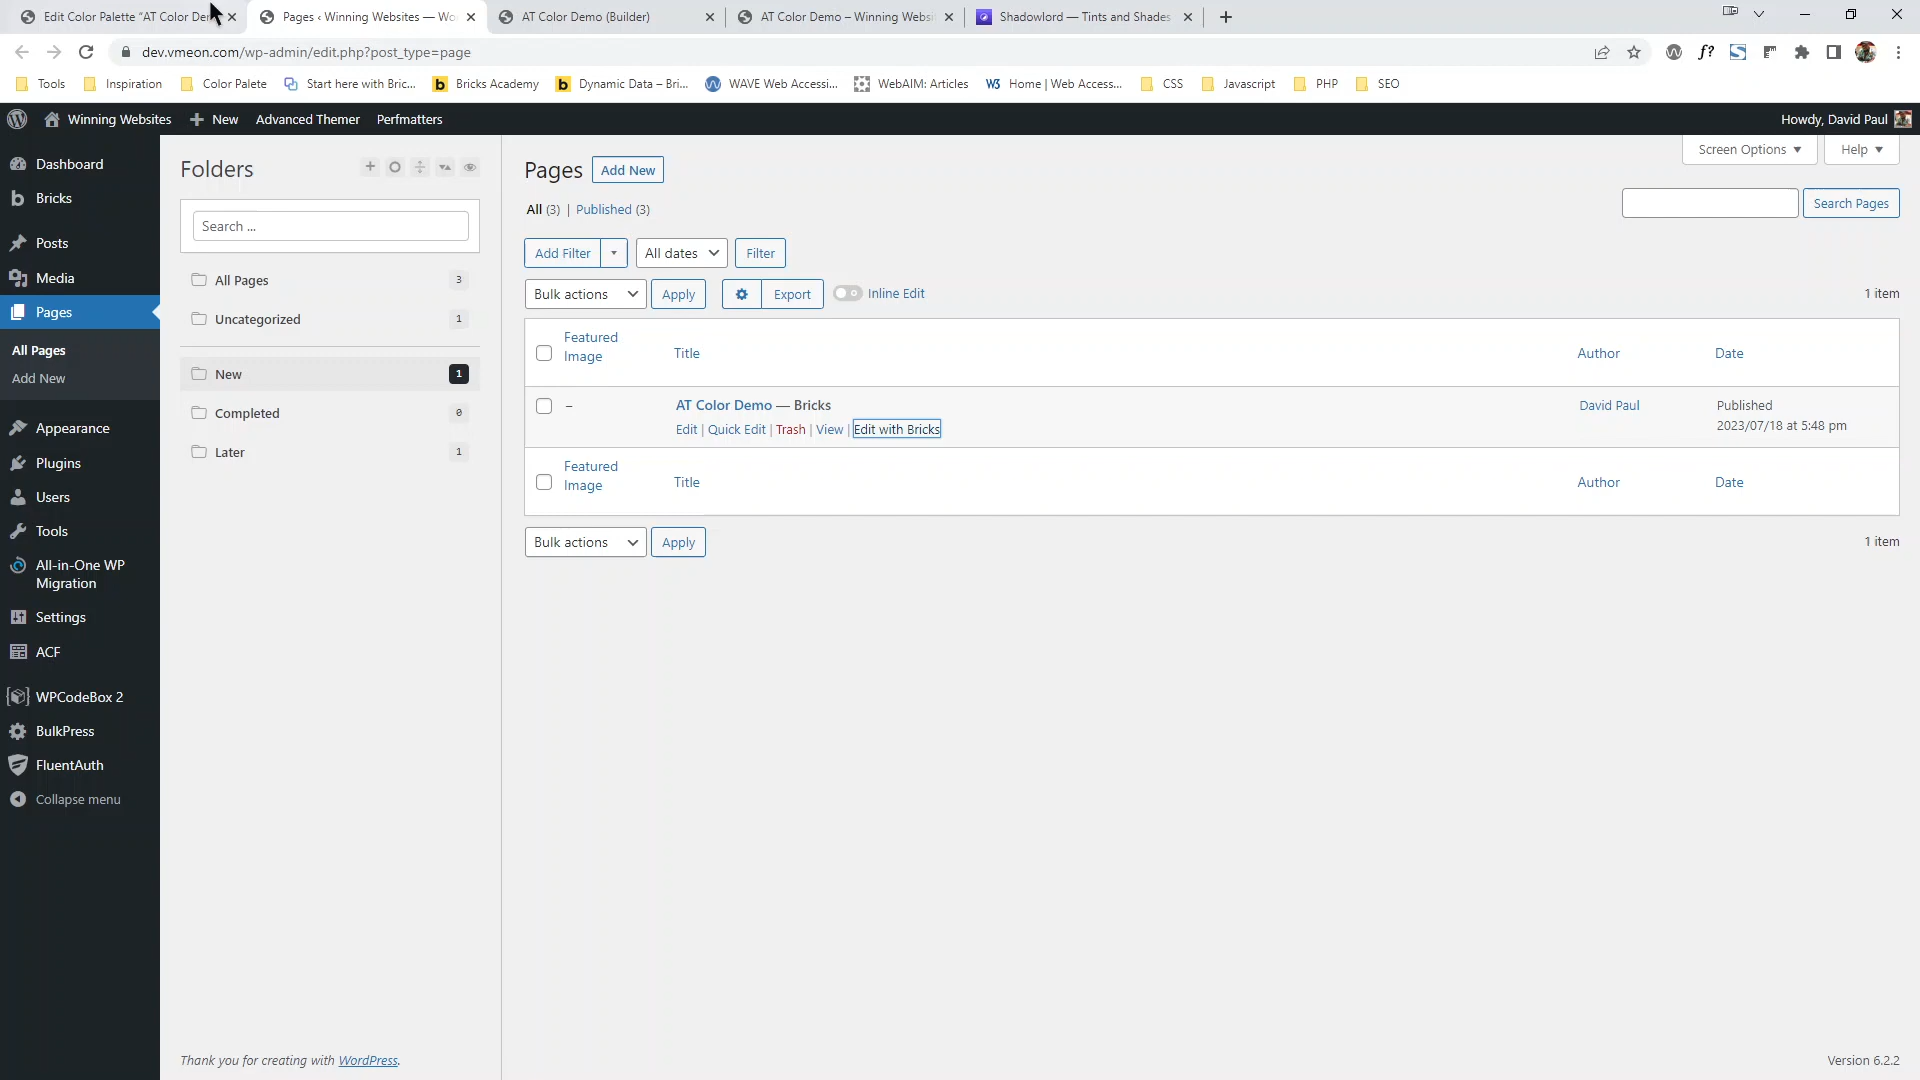 Edit Color Palette "AT Color De
Pages ‹ Winning Websites — Wo
AT Color Demo (Builder)
AT Color Demo – Winning Websi
Shadowlord — Tints and Shades
dev.vmeon.com/wp-admin/edit.php?post_type=page
Tools
Inspiration
Color Palete
Start here with Bric...
Bricks Academy
Dynamic Data – Bri...
WAVE Web Accessi...
WebAIM: Articles
W3 Home | Web Access...
CSS
Javascript
PHP
SEO
Winning Websites
New
Advanced Themer
Perfmatters
Howdy, David Paul
Dashboard
Bricks
Posts
Media
Pages
All Pages
Add New
Appearance
Plugins
Users
Tools
All-in-One WP
Migration
Settings
ACF
WPCodeBox 2
BulkPress
FluentAuth
Collapse menu
Folders
Search ...
All Pages 3
Uncategorized 1
New 1
Completed 0
Later 1
Screen Options
Help
Pages
Add New
All (3) | Published (3)
Search Pages
Add Filter
All dates
Filter
Bulk actions
Apply
Export
Inline Edit
1 item
Featured
Image
Title
Author
Date
– AT Color Demo — Bricks
David Paul
Published
Edit | Quick Edit | Trash | View | Edit with Bricks
2023/07/18 at 5:48 pm
Featured
Image
Title
Author
Date
Bulk actions
Apply
1 item
Thank you for creating with WordPress.
Version 6.2.2